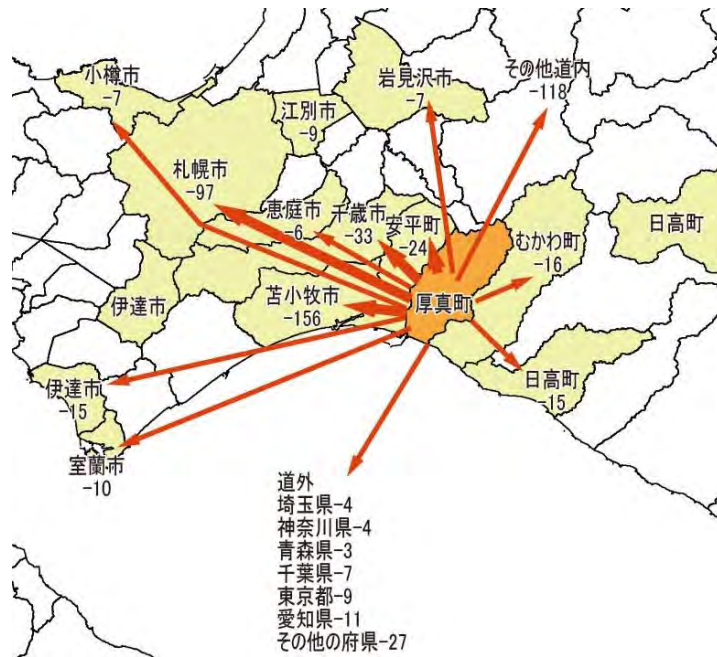 小樽市
-7
岩見沢市
-7
その他道内
-118
江別市
-9
札幌市
-97
恵庭市
-6
千歳市
-33
安平町
-24
むかわ町
-16
日高町
伊達市
苫小牧市
-156
厚真町
伊達市
-15
日高町
-15
室蘭市
-10
道外
埼玉県-4
神奈川県-4
青森県-3
千葉県-7
東京都-9
愛知県-11
その他の府県-27